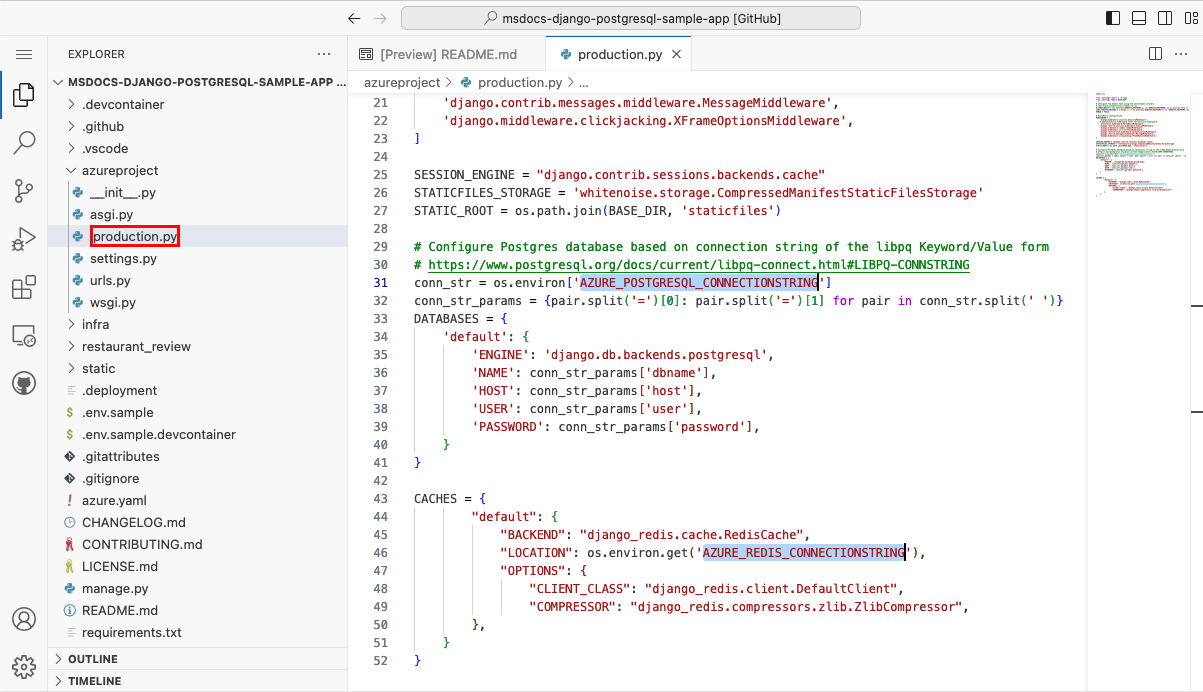 msdocs-django-postgresql-sample-app [GitHub]
EXPLORER
MSDOCS-DJANGO-POSTGRESQL-SAMPLE-APP ...
.devcontainer
.github
.vscode
azureproject
__init__.py
asgi.py
production.py
settings.py
urls.py
wsgi.py
infra
restaurant_review
static
.deployment
.env.sample
.env.sample.devcontainer
.gitattributes
.gitignore
azure.yaml
CHANGELOG.md
CONTRIBUTING.md
LICENSE.md
manage.py
README.md
requirements.txt
OUTLINE
TIMELINE
[Preview] README.md
production.py
azureproject > production.py > ...
21 'django.contrib.messages.middleware.MessageMiddleware',
22 'django.middleware.clickjacking.XFrameOptionsMiddleware',
23 ]
24
25 SESSION_ENGINE = "django.contrib.sessions.backends.cache"
26 STATICFILES_STORAGE = 'whitenoise.storage.CompressedManifestStaticFilesStorage'
27 STATIC_ROOT = os.path.join(BASE_DIR, 'staticfiles')
28
29 # Configure Postgres database based on connection string of the libpq Keyword/Value form
30 # https://www.postgresql.org/docs/current/libpq-connect.html#LIBPQ-CONNSTRING
31 conn_str = os.environ['AZURE_POSTGRESQL_CONNECTIONSTRING']
32 conn_str_params = {pair.split('=')[0]: pair.split('=')[1] for pair in conn_str.split(' ')}
33 DATABASES = {
34 'default': {
35 'ENGINE': 'django.db.backends.postgresql',
36 'NAME': conn_str_params['dbname'],
37 'HOST': conn_str_params['host'],
38 'USER': conn_str_params['user'],
39 'PASSWORD': conn_str_params['password'],
40 }
41 }
42
43 CACHES = {
44 "default": {
45 "BACKEND": "django_redis.cache.RedisCache",
46 "LOCATION": os.environ.get('AZURE_REDIS_CONNECTIONSTRING'),
47 "OPTIONS": {
48 "CLIENT_CLASS": "django_redis.client.DefaultClient",
49 "COMPRESSOR": "django_redis.compressors.zlib.ZlibCompressor",
50 },
51 }
52 }